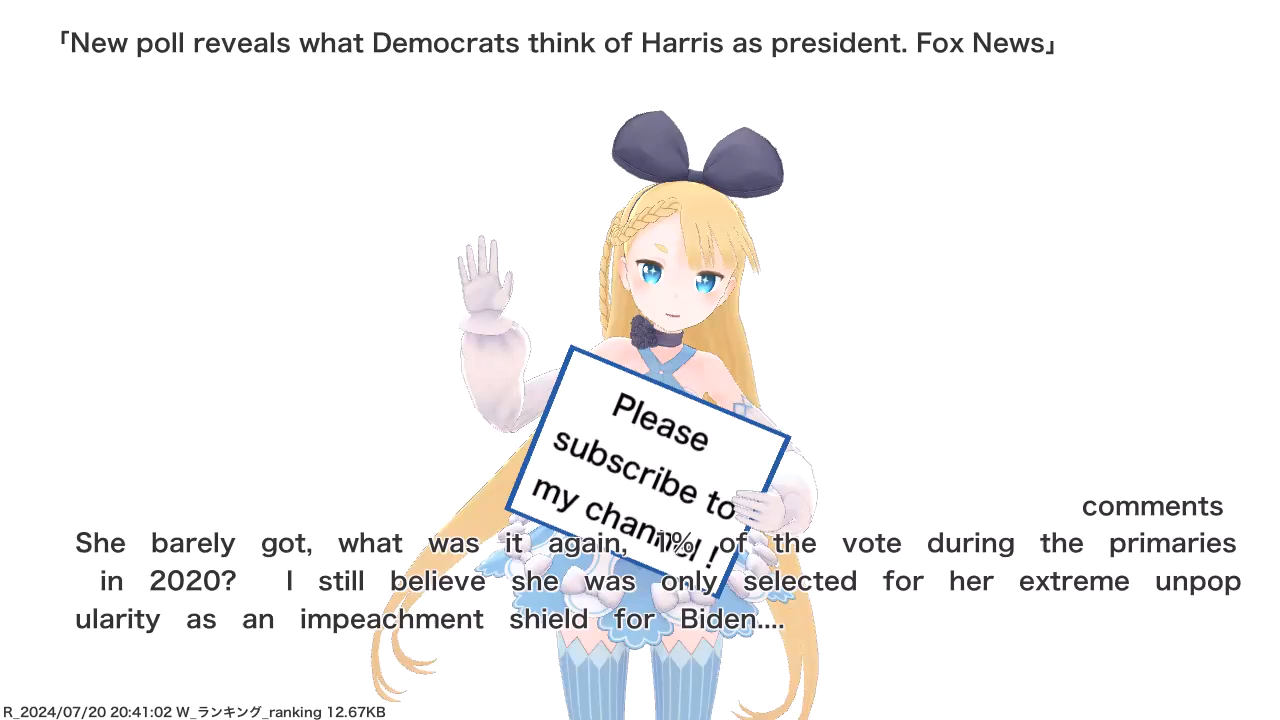 「New poll reveals what Democrats think of Harris as president. Fox News」
Please
subscribe to
my channel !
comments
She barely got, what was it again, 1% of the vote during the primaries
in 2020? I still believe she was only selected for her extreme unpop
ularity as an impeachment shield for Biden....
R_2024/07/20 20:41:02 W_ランキング_ranking 12.67KB